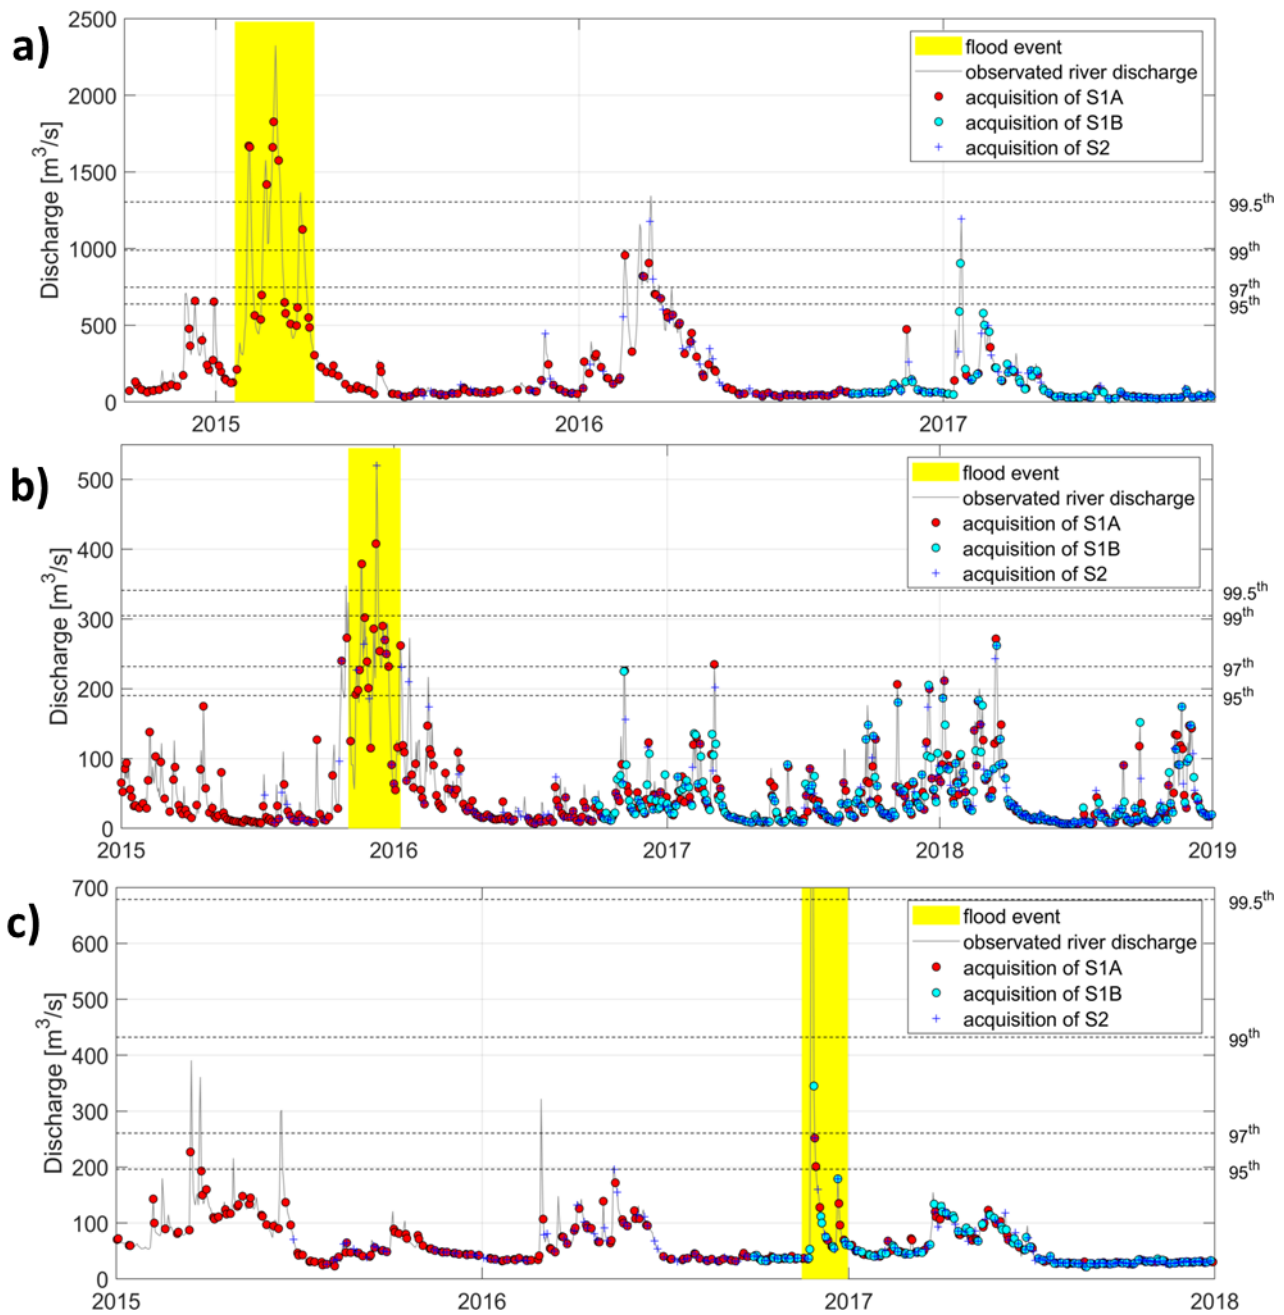 a)
Discharge [m³/s]
2500
2000
1500
1000
500
0
flood event
observated river discharge
acquisition of S1A
acquisition of S1B
acquisition of S2
99.5th
99th
97th
95th
2015
2016
2017
b)
Discharge [m³/s]
500
400
300
200
100
0
flood event
observated river discharge
acquisition of S1A
acquisition of S1B
acquisition of S2
99.5th
99th
97th
95th
2015
2016
2017
2018
2019
c)
Discharge [m³/s]
700
600
500
400
300
200
100
0
flood event
observated river discharge
acquisition of S1A
acquisition of S1B
acquisition of S2
99.5th
99th
97th
95th
2015
2016
2017
2018